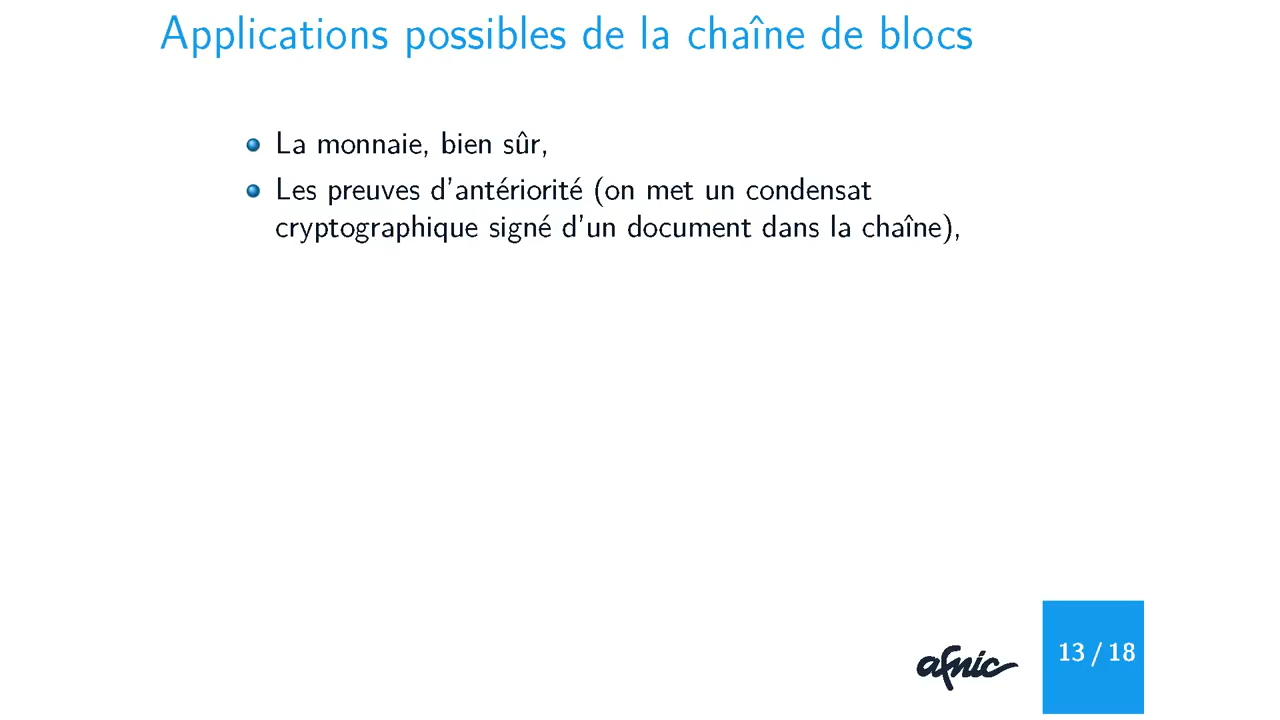 Applications possibles de la chaîne de blocs
La monnaie, bien sûr,
Les preuves d'antériorité (on met un condensat
cryptographique signé d'un document dans la chaîne),
afnic
13 / 18